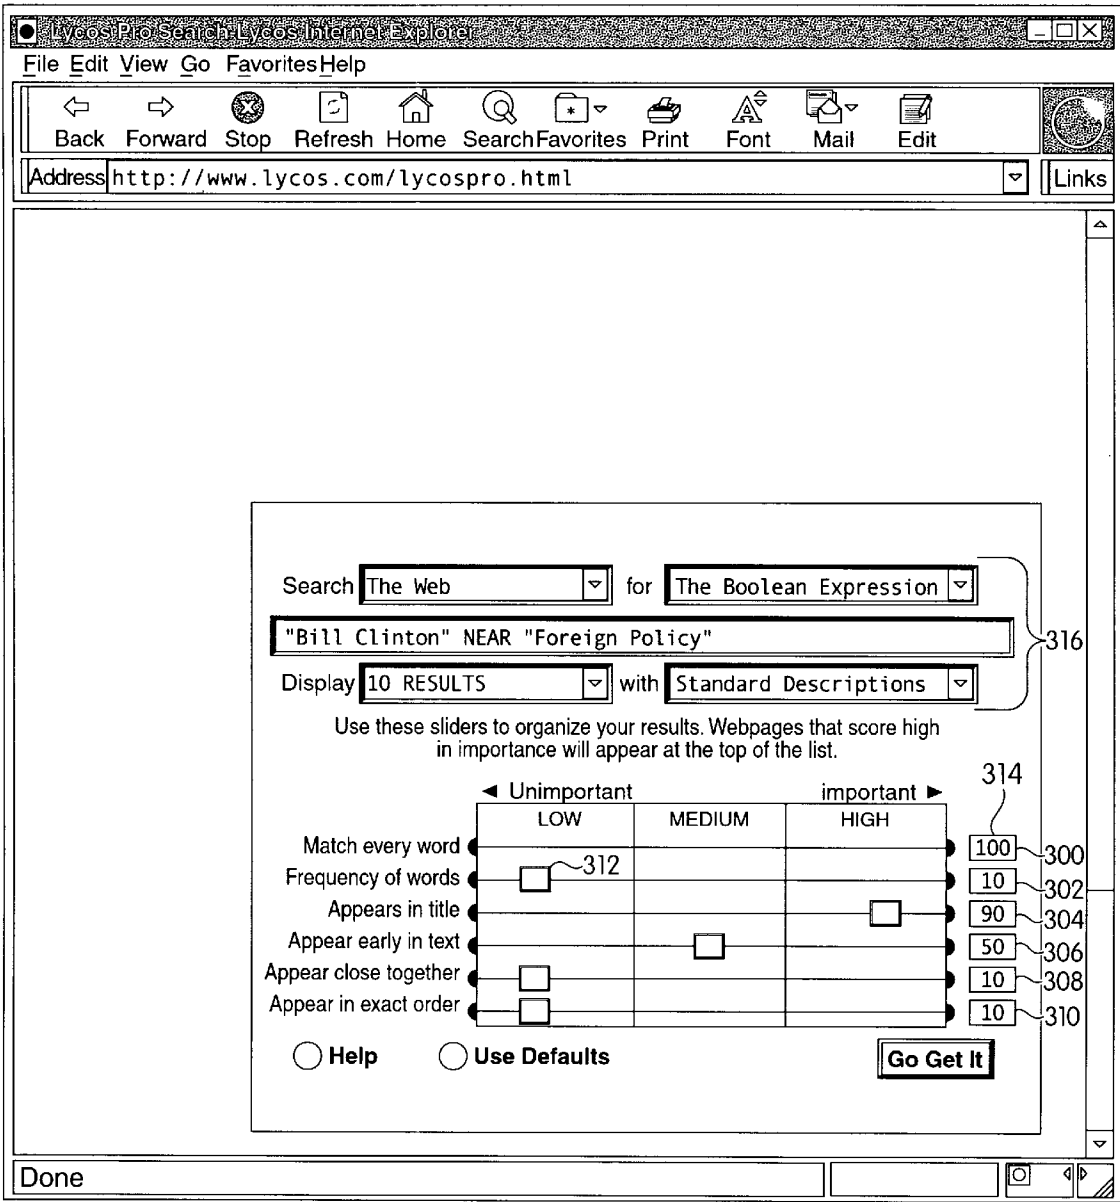 Lycos Pro Search-Lycos Internet Explorer
File Edit View Go Favorites Help
Back Forward Stop Refresh Home Search Favorites Print Font Mail Edit
Address http://www.lycos.com/lycospro.html Links
Search The Web for The Boolean Expression
"Bill Clinton" NEAR "Foreign Policy"
316
Display 10 RESULTS with Standard Descriptions
Use these sliders to organize your results. Webpages that score high
in importance will appear at the top of the list.
314
◄ Unimportant important ►
LOW MEDIUM HIGH
Match every word 100 300
Frequency of words 312 10 302
Appears in title 90 304
Appear early in text 50 306
Appear close together 10 308
Appear in exact order 10 310
Help Use Defaults Go Get It
Done